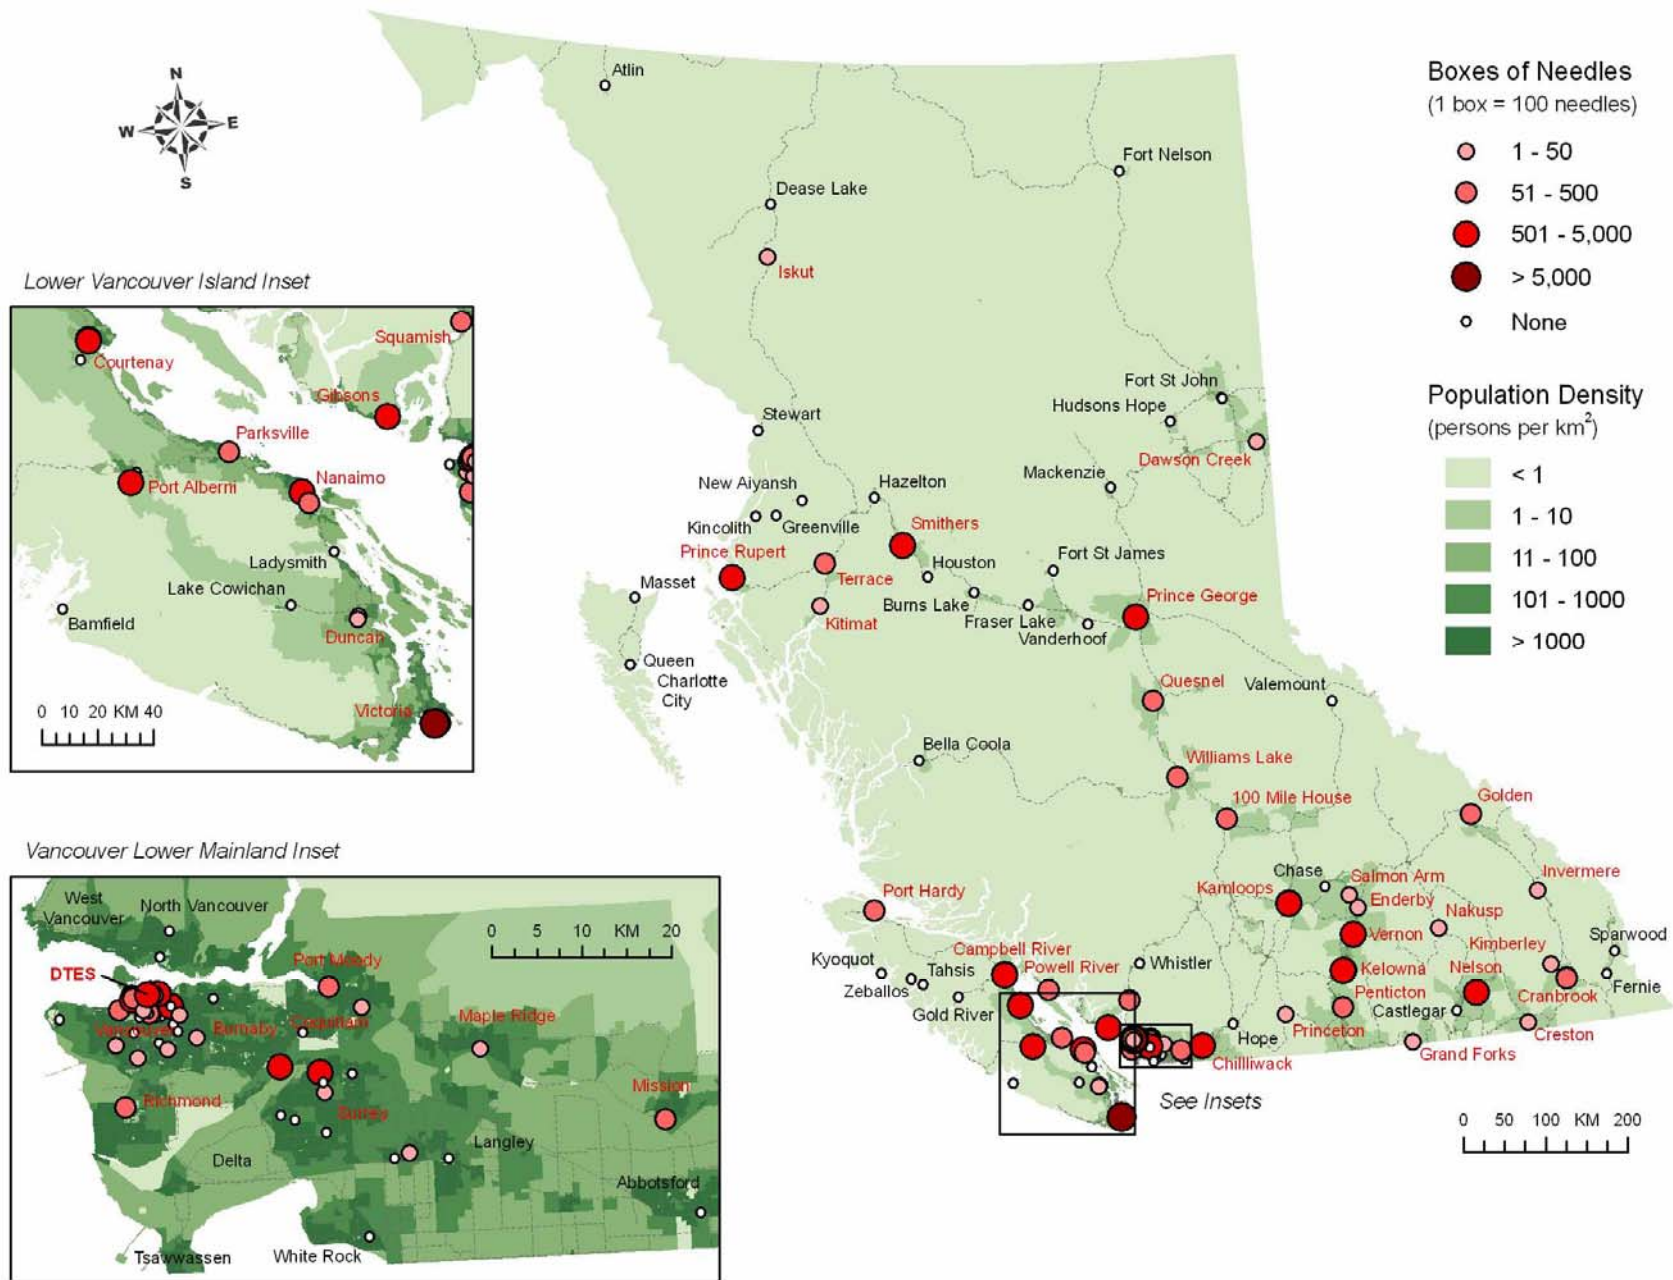 N
W
E
S
Atlin
Fort Nelson
Dease Lake
Iskut
Stewart
Fort St John
Hudsons Hope
Dawson Creek
Mackenzie
New Aiyansh
Hazelton
Kincolith
Greenville
Smithers
Prince Rupert
Terrace
Houston
Fort St James
Masset
Kitimat
Burns Lake
Fraser Lake
Vanderhoof
Prince George
Queen
Charlotte
City
Quesnel
Valemount
Bella Coola
Williams Lake
100 Mile House
Golden
Port Hardy
Chase
Kamloops
Salmon Arm
Enderby
Invermere
Nakusp
Vernon
Kimberley
Sparwood
Kyoquot
Tahsis
Zeballos
Gold River
Campbell River
Powell River
Whistler
Kelowna
Nelson
Penticton
Castlegar
Cranbrook
Fernie
Princeton
Hope
Chilliwack
Grand Forks
Creston
See Insets
0 50 100 KM 200
Boxes of Needles
(1 box = 100 needles)
1 - 50
51 - 500
501 - 5,000
> 5,000
None
Population Density
(persons per km²)
< 1
1 - 10
11 - 100
101 - 1000
> 1000
Lower Vancouver Island Inset
Squamish
Courtenay
Gibsons
Parksville
Port Alberni
Nanaimo
Ladysmith
Lake Cowichan
Bamfield
Duncan
Victoria
0 10 20 KM 40
Vancouver Lower Mainland Inset
West
Vancouver
North Vancouver
0 5 10 KM 20
DTES
Port Moody
Vancouver
Burnaby
Coquitlam
Maple Ridge
Richmond
Surrey
Mission
Langley
Delta
Abbotsford
Tsawwassen
White Rock